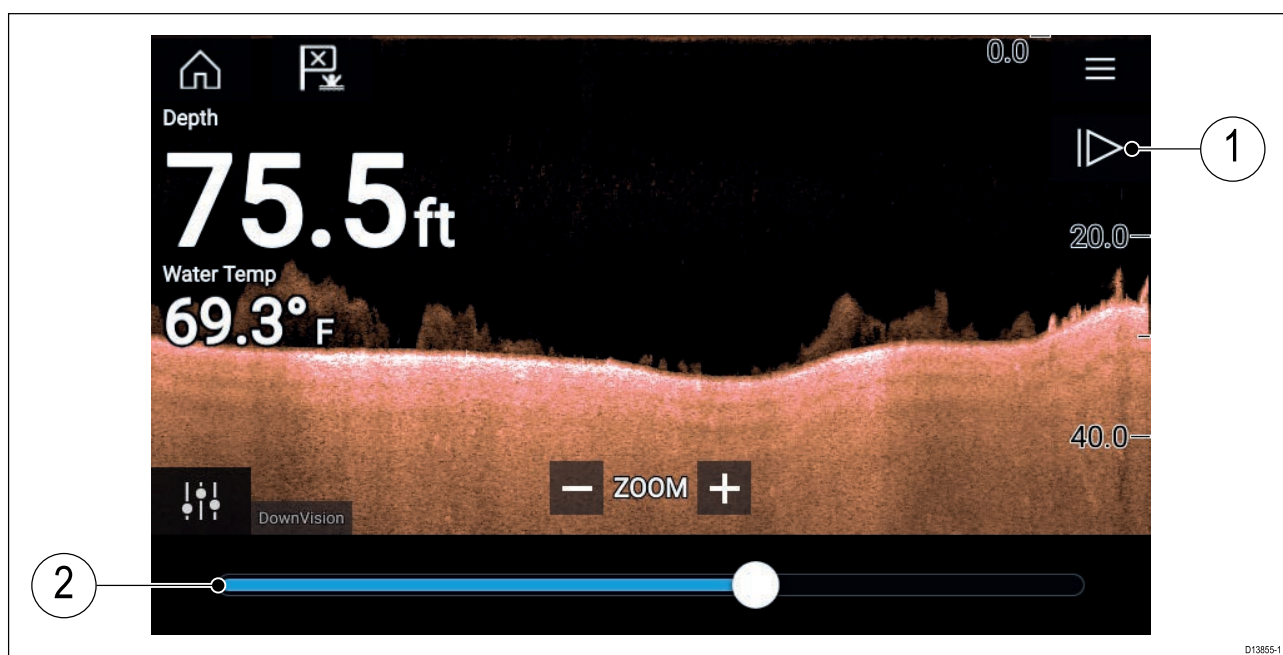 0.0
Depth
75.5ft
1
20.0
Water Temp
69.3° F
40.0
ZOOM
DownVision
2
D13855-1